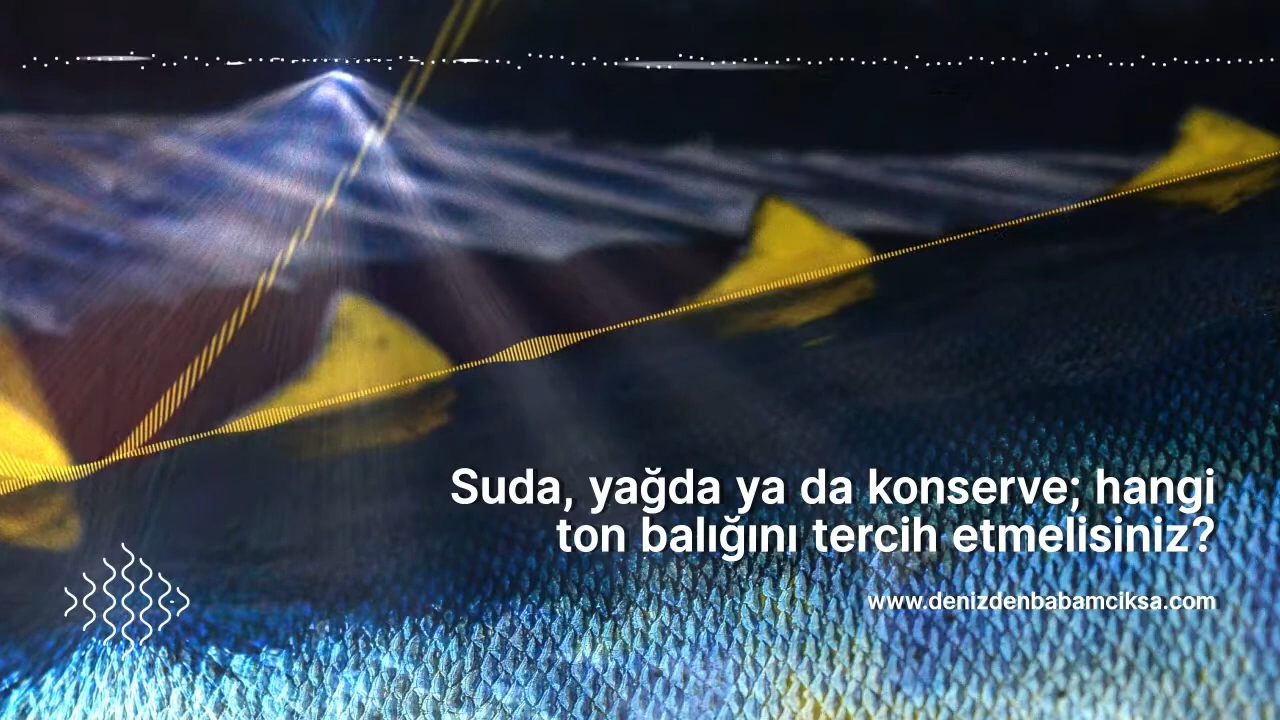 Suda, yağda ya da konserve; hangi
ton balığını tercih etmelisiniz?
www.denizdenbabamciksa.com